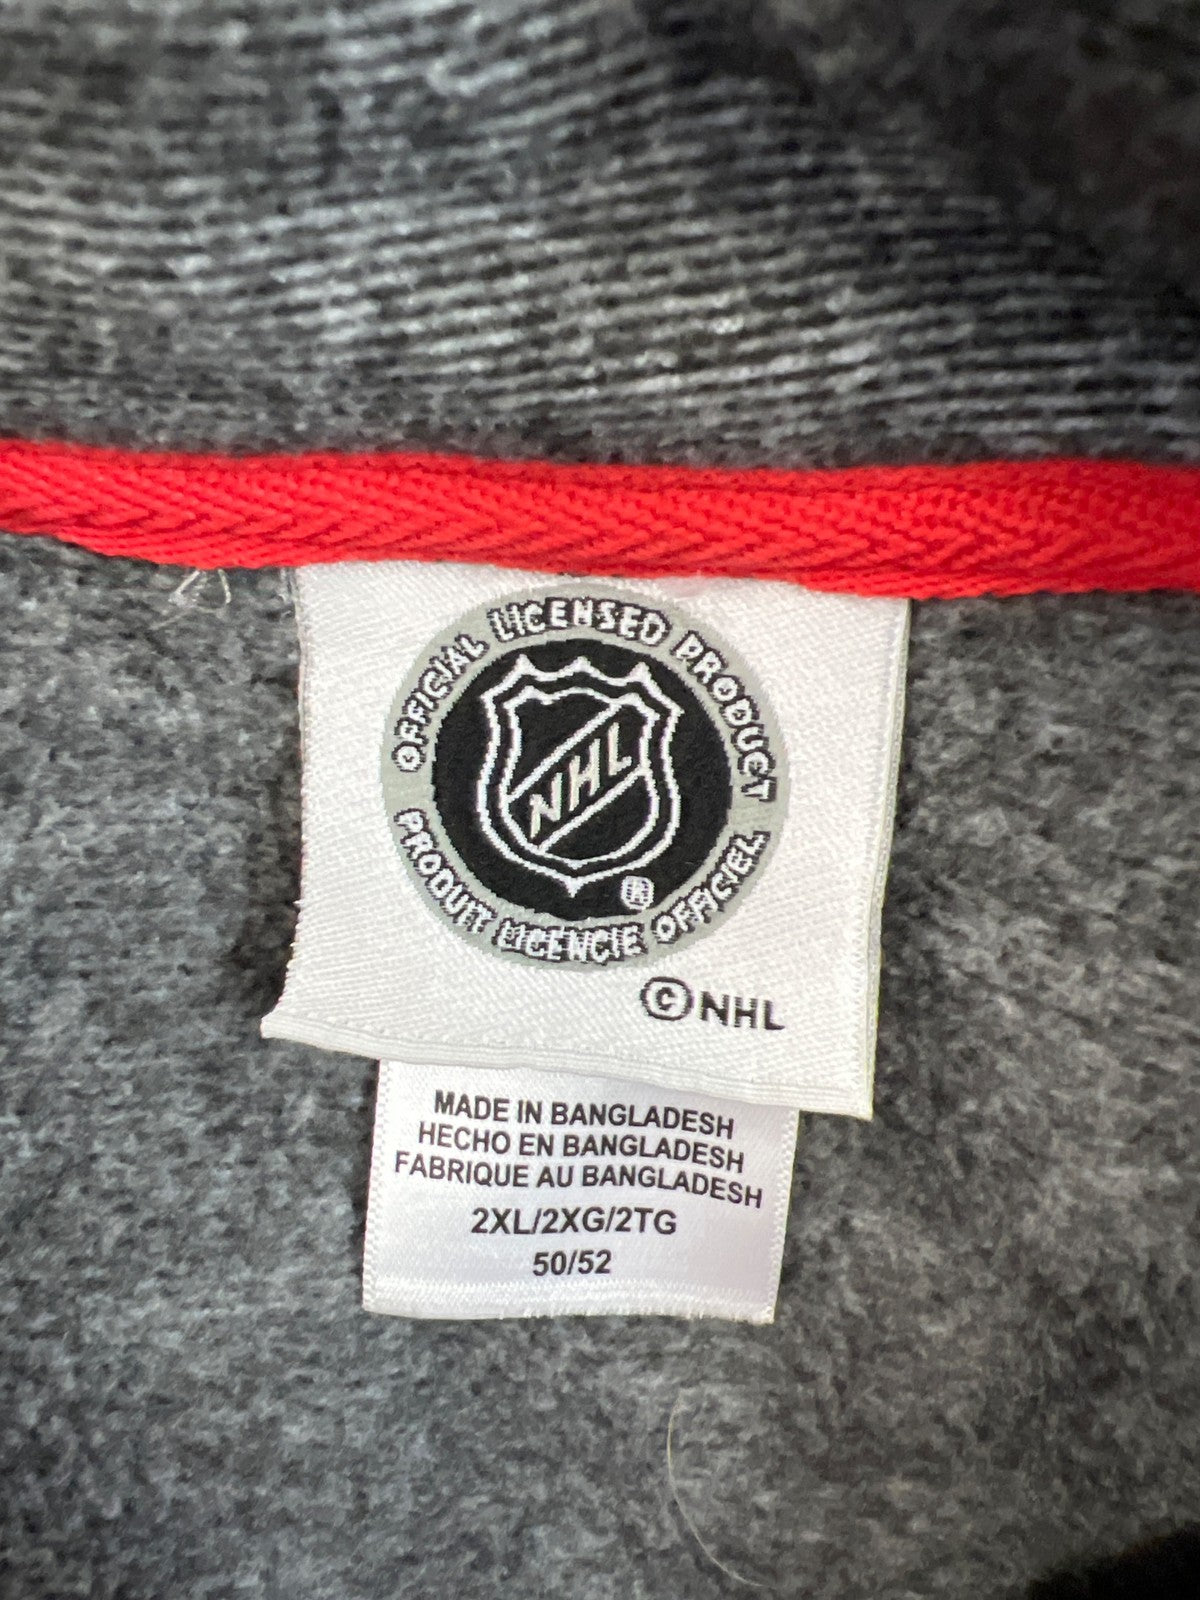 OFFICIAL LICENSED PRODUCT
NHL
®
PRODUIT LICENCIE OFFICIEL
©NHL
MADE IN BANGLADESH
HECHO EN BANGLADESH
FABRIQUE AU BANGLADESH
2XL/2XG/2TG
50/52